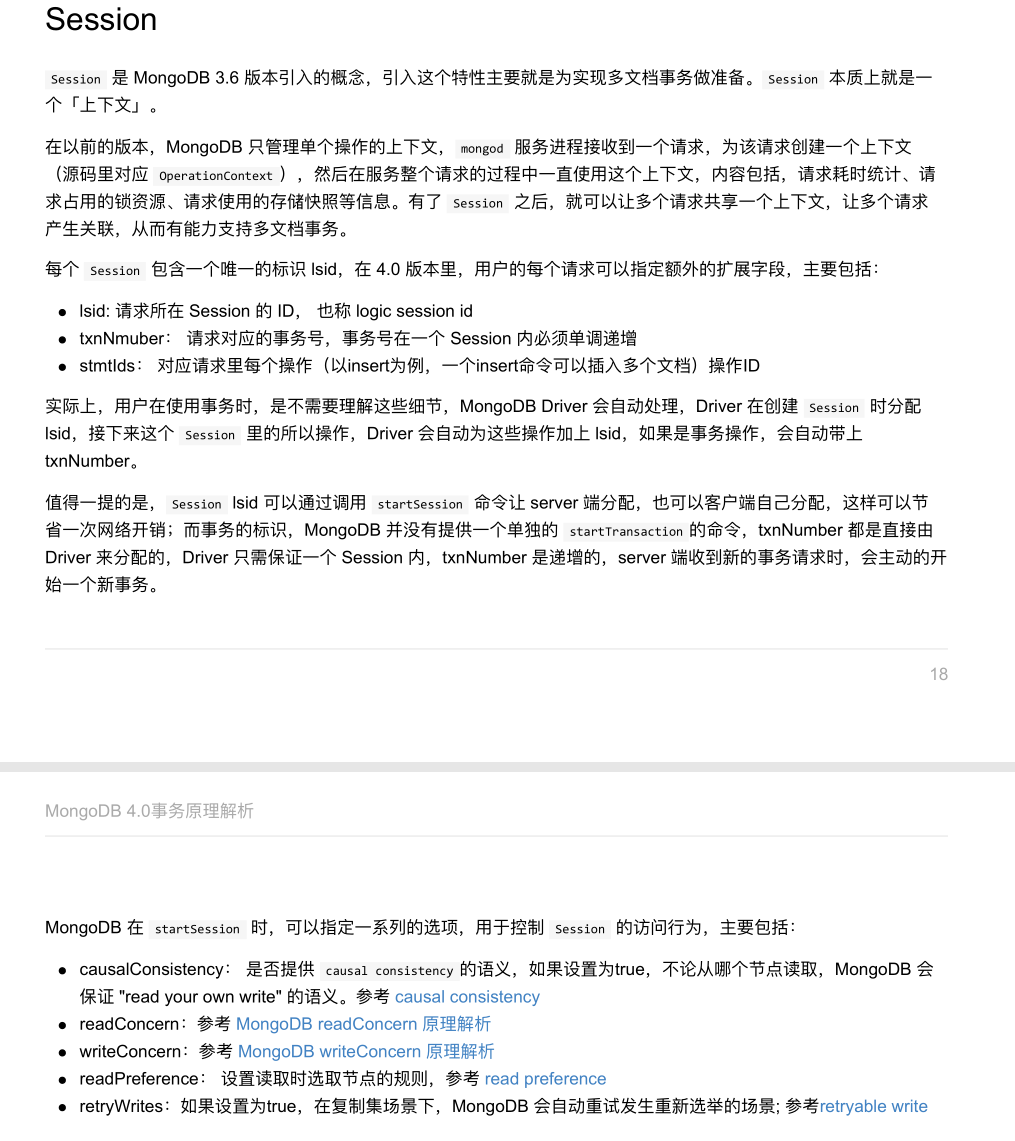 Session
Session 是 MongoDB 3.6 版本引入的概念，引入这个特性主要就是为实现多文档事务做准备。 Session 本质上就是一
个「上下文」。
在以前的版本，MongoDB 只管理单个操作的上下文， mongod 服务进程接收到一个请求，为该请求创建一个上下文
（源码里对应 OperationContext ），然后在服务整个请求的过程中一直使用这个上下文，内容包括，请求耗时统计、请
求占用的锁资源、请求使用的存储快照等信息。有了 Session 之后，就可以让多个请求共享一个上下文，让多个请求
产生关联，从而有能力支持多文档事务。
每个 Session 包含一个唯一的标识 lsid，在 4.0 版本里，用户的每个请求可以指定额外的扩展字段，主要包括：
• lsid: 请求所在 Session 的 ID， 也称 logic session id
• txnNmuber： 请求对应的事务号，事务号在一个 Session 内必须单调递增
• stmtIds： 对应请求里每个操作（以insert为例，一个insert命令可以插入多个文档）操作ID
实际上，用户在使用事务时，是不需要理解这些细节，MongoDB Driver 会自动处理，Driver 在创建 Session 时分配
lsid，接下来这个 Session 里的所以操作，Driver 会自动为这些操作加上 lsid，如果是事务操作，会自动带上
txnNumber。
值得一提的是， Session lsid 可以通过调用 startSession 命令让 server 端分配，也可以客户端自己分配，这样可以节
省一次网络开销；而事务的标识，MongoDB 并没有提供一个单独的 startTransaction 的命令，txnNumber 都是直接由
Driver 来分配的，Driver 只需保证一个 Session 内，txnNumber 是递增的，server 端收到新的事务请求时，会主动的开
始一个新事务。
18
MongoDB 4.0事务原理解析
MongoDB 在 startSession 时，可以指定一系列的选项，用于控制 Session 的访问行为，主要包括：
• causalConsistency： 是否提供 causal consistency 的语义，如果设置为true，不论从哪个节点读取，MongoDB 会
保证 "read your own write" 的语义。参考 causal consistency
• readConcern：参考 MongoDB readConcern 原理解析
• writeConcern：参考 MongoDB writeConcern 原理解析
• readPreference： 设置读取时选取节点的规则，参考 read preference
• retryWrites：如果设置为true，在复制集场景下，MongoDB 会自动重试发生重新选举的场景; 参考retryable write